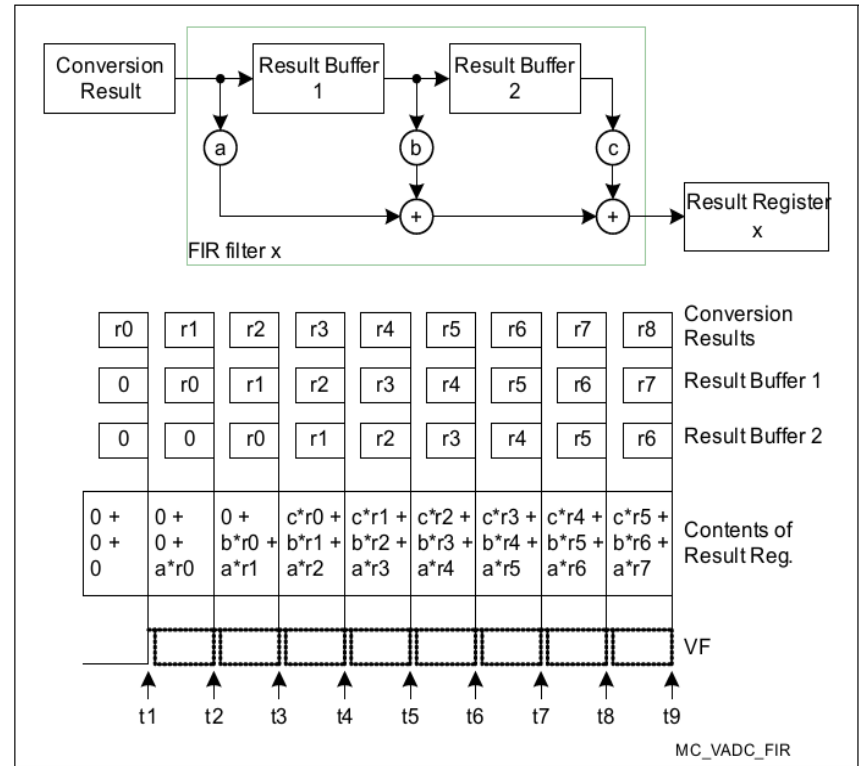 Conversion
Result
Result Buffer
1
Result Buffer
2
a
b
c
+
+
Result Register
x
FIR filter x
r0 r1 r2 r3 r4 r5 r6 r7 r8
Conversion
Results
0 r0 r1 r2 r3 r4 r5 r6 r7 Result Buffer 1
0 0 r0 r1 r2 r3 r4 r5 r6 Result Buffer 2
0 + 0 + 0 + c*r0 + c*r1 + c*r2 + c*r3 + c*r4 + c*r5 +
0 + 0 + b*r0 + b*r1 + b*r2 + b*r3 + b*r4 + b*r5 + b*r6 +
0 a*r0 a*r1 a*r2 a*r3 a*r4 a*r5 a*r6 a*r7
Contents of
Result Reg.
VF
t1 t2 t3 t4 t5 t6 t7 t8 t9
MC_VADC_FIR